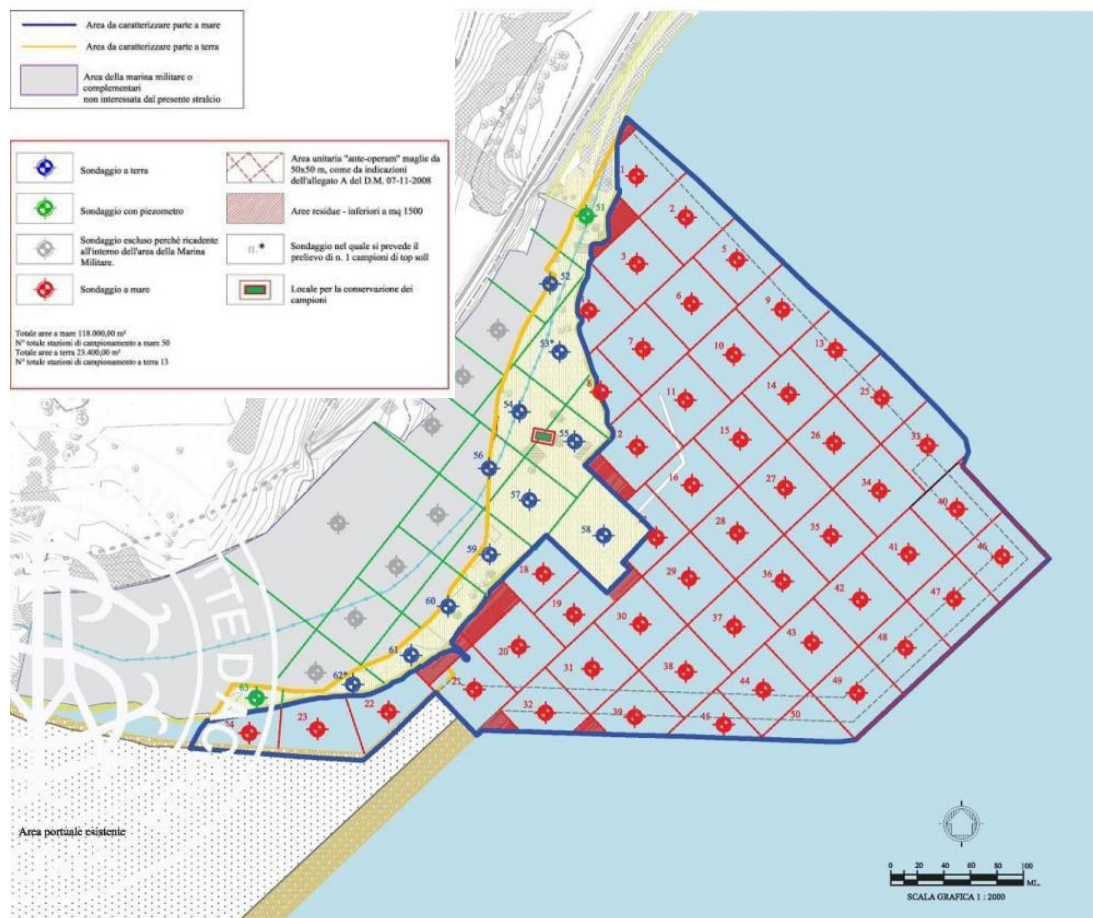 Area da caratterizzare parte a mare
Area da caratterizzare parte a terra
Area della marina militare o
complementari
non interessata dal presente stralcio
Sondaggio a terra
Sondaggio con piezometro
Sondaggio escluso perchè ricadente
all'interno dell'area della Marina
Militare.
Sondaggio a mare
Area unitaria "ante-operam" maglie da
50x50 m, come da indicazioni
dell'allegato A del D.M. 07-11-2008
Aree residue - inferiori a mq 1500
n.*
Sondaggio nel quale si prevede il
prelievo di n. 1 campioni di top soll
Locale per la conservazione dei
campioni
Totale aree a mare 118.000,00 m²
N° totale stazioni di campionamento a mare 50
Totale aree a terra 23.400,00 m²
N° totale stazioni di campionamento a terra 13
1
2
51
3
5
52
6
9
7
10
13
53*
8
11
14
25
54
55
15
26
33
56
16
27
34
40
57
58
28
35
41
46
59
18
29
36
42
47
60
19
30
37
43
48
61
20
31
38
44
49
62*
21
32
39
45
50
63
22
23
24
ITE D
Area portuale esistente
0 20 40 60 80 100
ML.
SCALA GRAFICA 1 : 2000